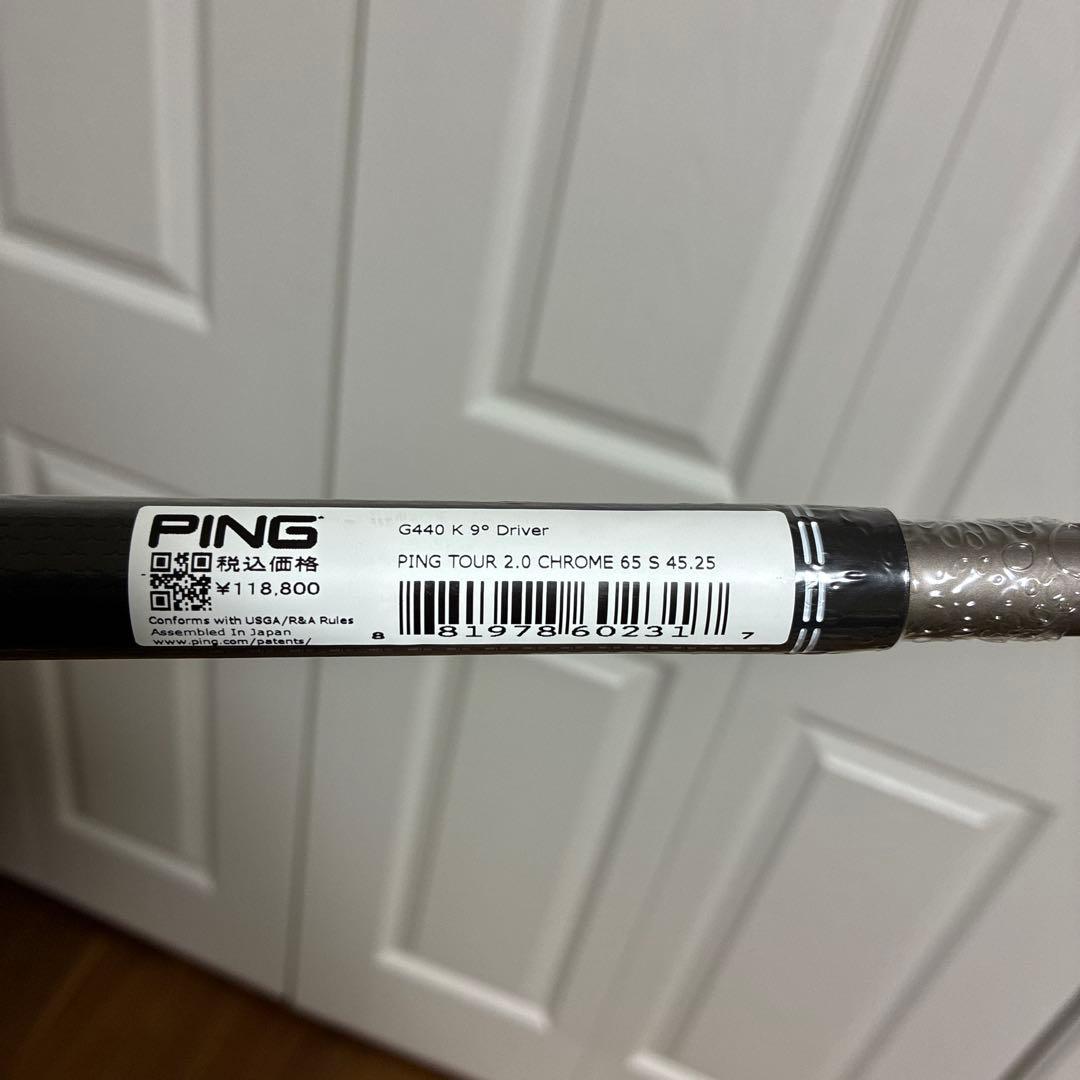 PING
税込価格
¥118,800
Conforms with USGA/R&A Rules
Assembled In Japan
www.ping.com/patents/
G440 K 9° Driver
PING TOUR 2.0 CHROME 65 S 45.25
8 81978 60231 7